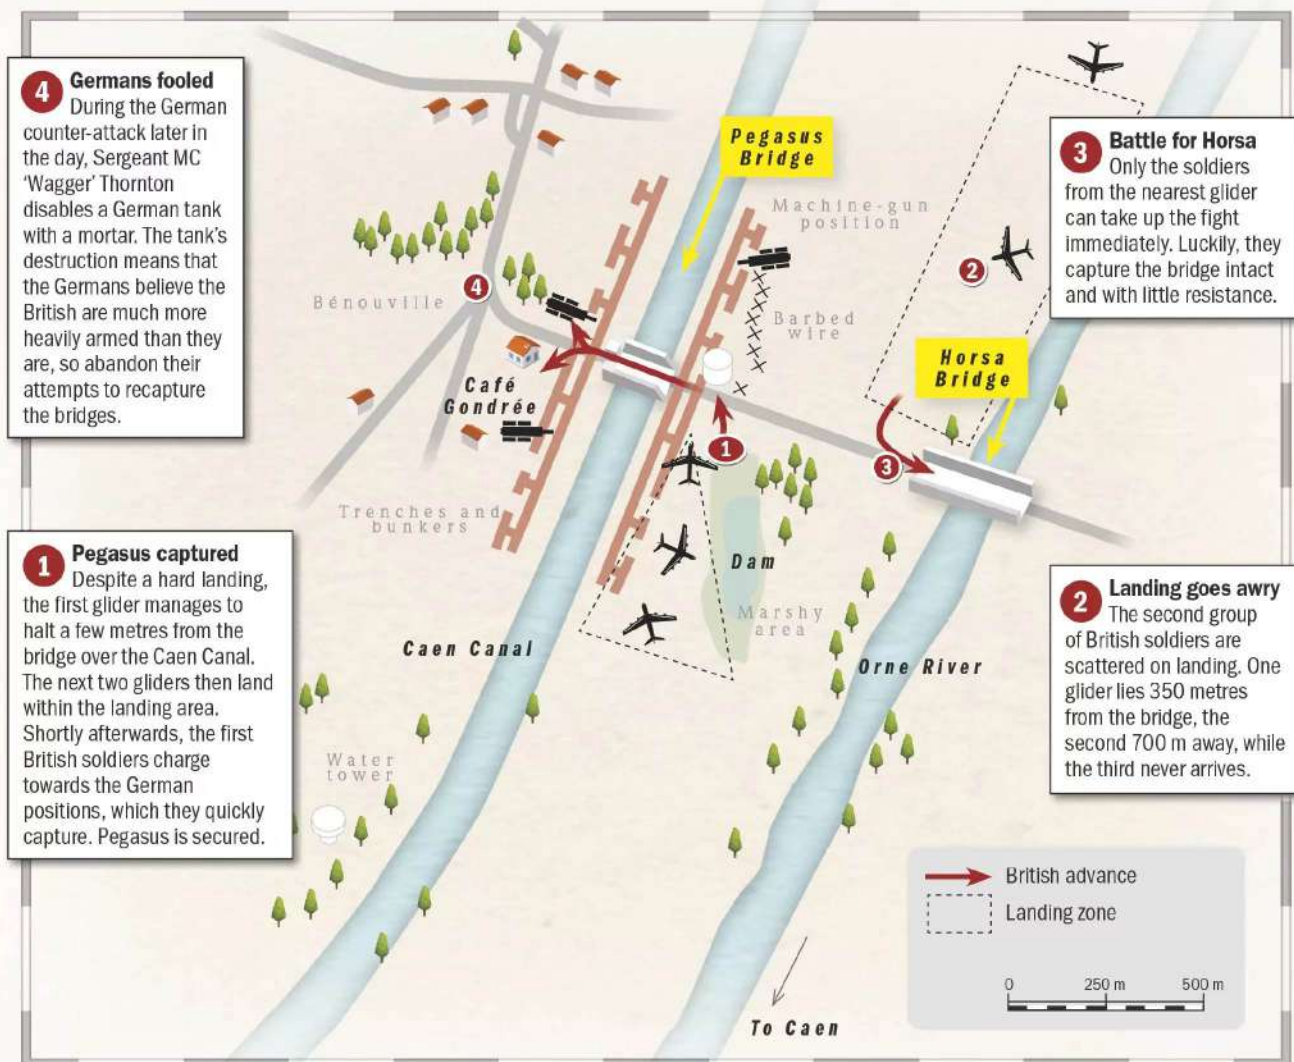 4 Germans fooled
During the German
counter-attack later in
the day, Sergeant MC
‘Wagger’ Thornton
disables a German tank
with a mortar. The tank’s
destruction means that
the Germans believe the
British are much more
heavily armed than they
are, so abandon their
attempts to recapture
the bridges.
Pegasus
Bridge
Machine-gun
position
3 Battle for Horsa
Only the soldiers
from the nearest glider
can take up the fight
immediately. Luckily, they
capture the bridge intact
and with little resistance.
2
4
Bénouville
Barbed
wire
Horsa
Bridge
Café
Gondrée
1
3
Trenches and
bunkers
Dam
Marshy
area
1 Pegasus captured
Despite a hard landing,
the first glider manages to
halt a few metres from the
bridge over the Caen Canal.
The next two gliders then land
within the landing area.
Shortly afterwards, the first
British soldiers charge
towards the German
positions, which they quickly
capture. Pegasus is secured.
Caen Canal
Orne River
2 Landing goes awry
The second group
of British soldiers are
scattered on landing. One
glider lies 350 metres
from the bridge, the
second 700 m away, while
the third never arrives.
Water
tower
British advance
Landing zone
0 250 m 500 m
To Caen